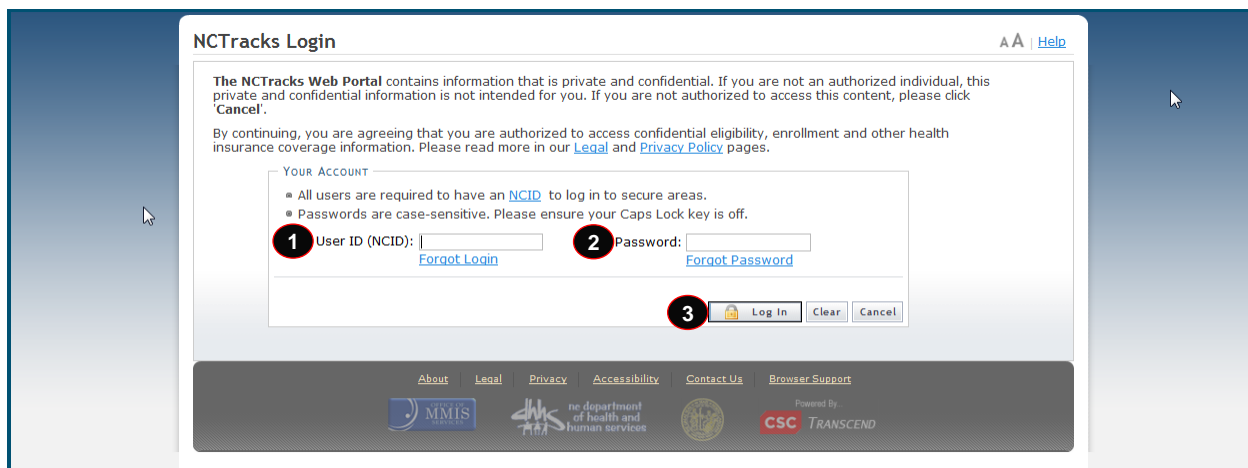 NCTracks Login
A A | Help
The NCTracks Web Portal contains information that is private and confidential. If you are not an authorized individual, this
private and confidential information is not intended for you. If you are not authorized to access this content, please click
'Cancel'.
By continuing, you are agreeing that you are authorized to access confidential eligibility, enrollment and other health
insurance coverage information. Please read more in our Legal and Privacy Policy pages.
YOUR ACCOUNT
All users are required to have an NCID to log in to secure areas.
Passwords are case-sensitive. Please ensure your Caps Lock key is off.
1 User ID (NCID): 2 Password:
Forgot Login Forgot Password
3 Log In Clear Cancel
About Legal Privacy Accessibility Contact Us Browser Support
OFFICE OF
MMIS
SERVICES
dhhs
nc department
of health and
human services
Powered By...
CSC TRANSCEND